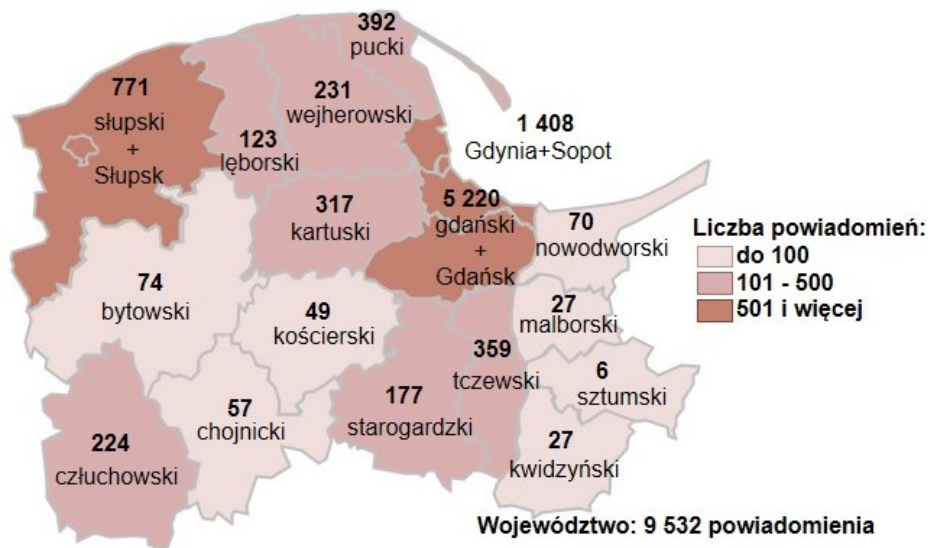 392
pucki
771
słupski
+
Słupsk
231
wejherowski
123
lęborski
1 408
Gdynia+Sopot
317
kartuski
5 220
gdański
+
Gdańsk
70
nowodworski
Liczba powiadomień:
do 100
101 - 500
501 i więcej
74
bytowski
49
kościerski
27
malborski
359
tczewski
6
sztumski
57
chojnicki
177
starogardzki
224
człuchowski
27
kwidzyński
Województwo: 9 532 powiadomienia